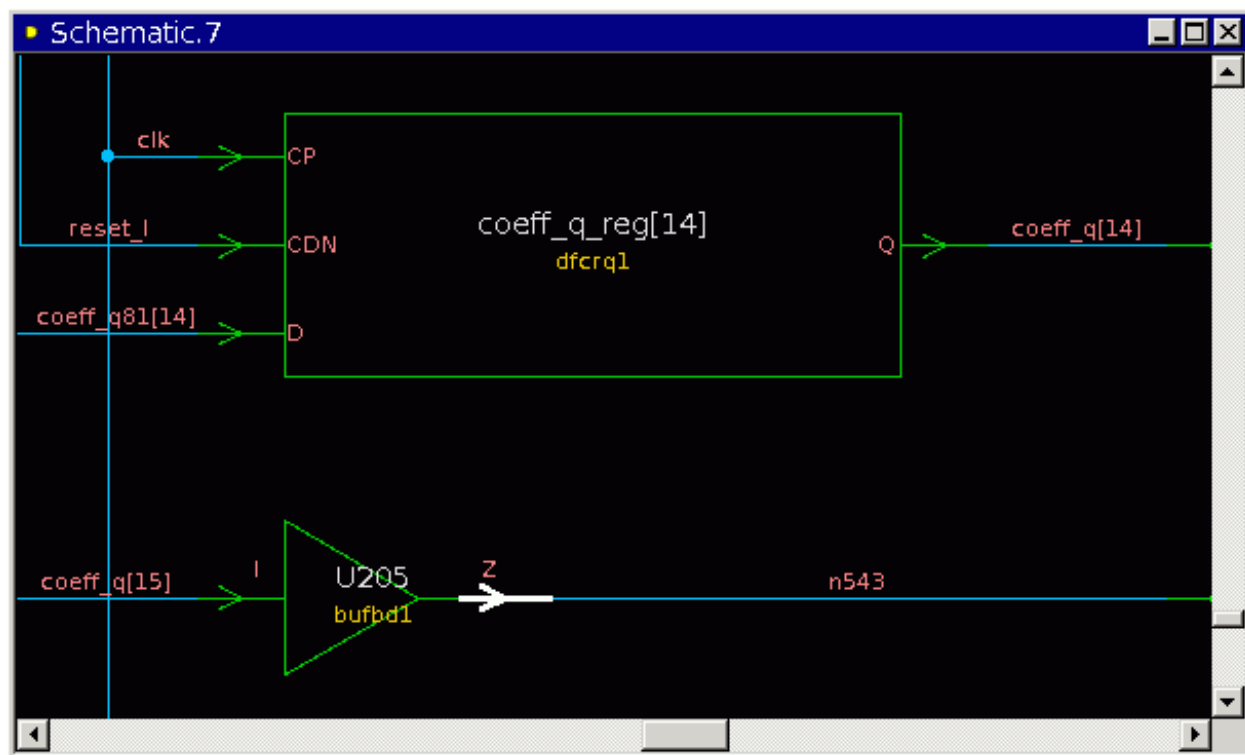 Schematic.7
clk
CP
reset_l
CDN
coeff_q_reg[14]
dfcrq1
Q
coeff_q[14]
coeff_q81[14]
D
coeff_q[15]
I
U205
bufbd1
Z
n543